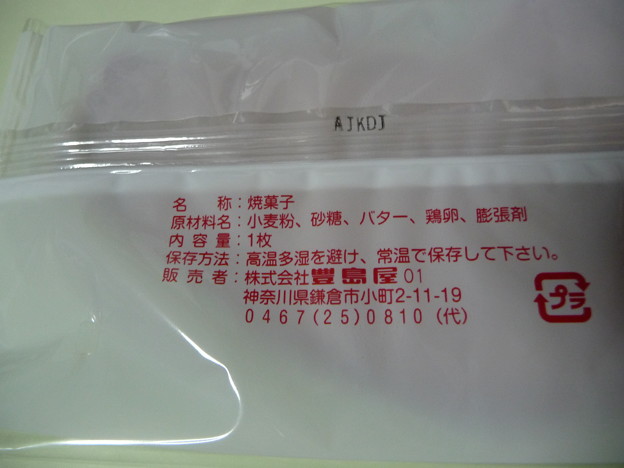 AJKDJ
名　　称：焼菓子
原材料名：小麦粉、砂糖、バター、鶏卵、膨張剤
内 容 量：1枚
保存方法：高温多湿を避け、常温で保存して下さい。
販 売 者：株式会社豐島屋 01
神奈川県鎌倉市小町2-11-19
0467(25)0810 (代)
プラ